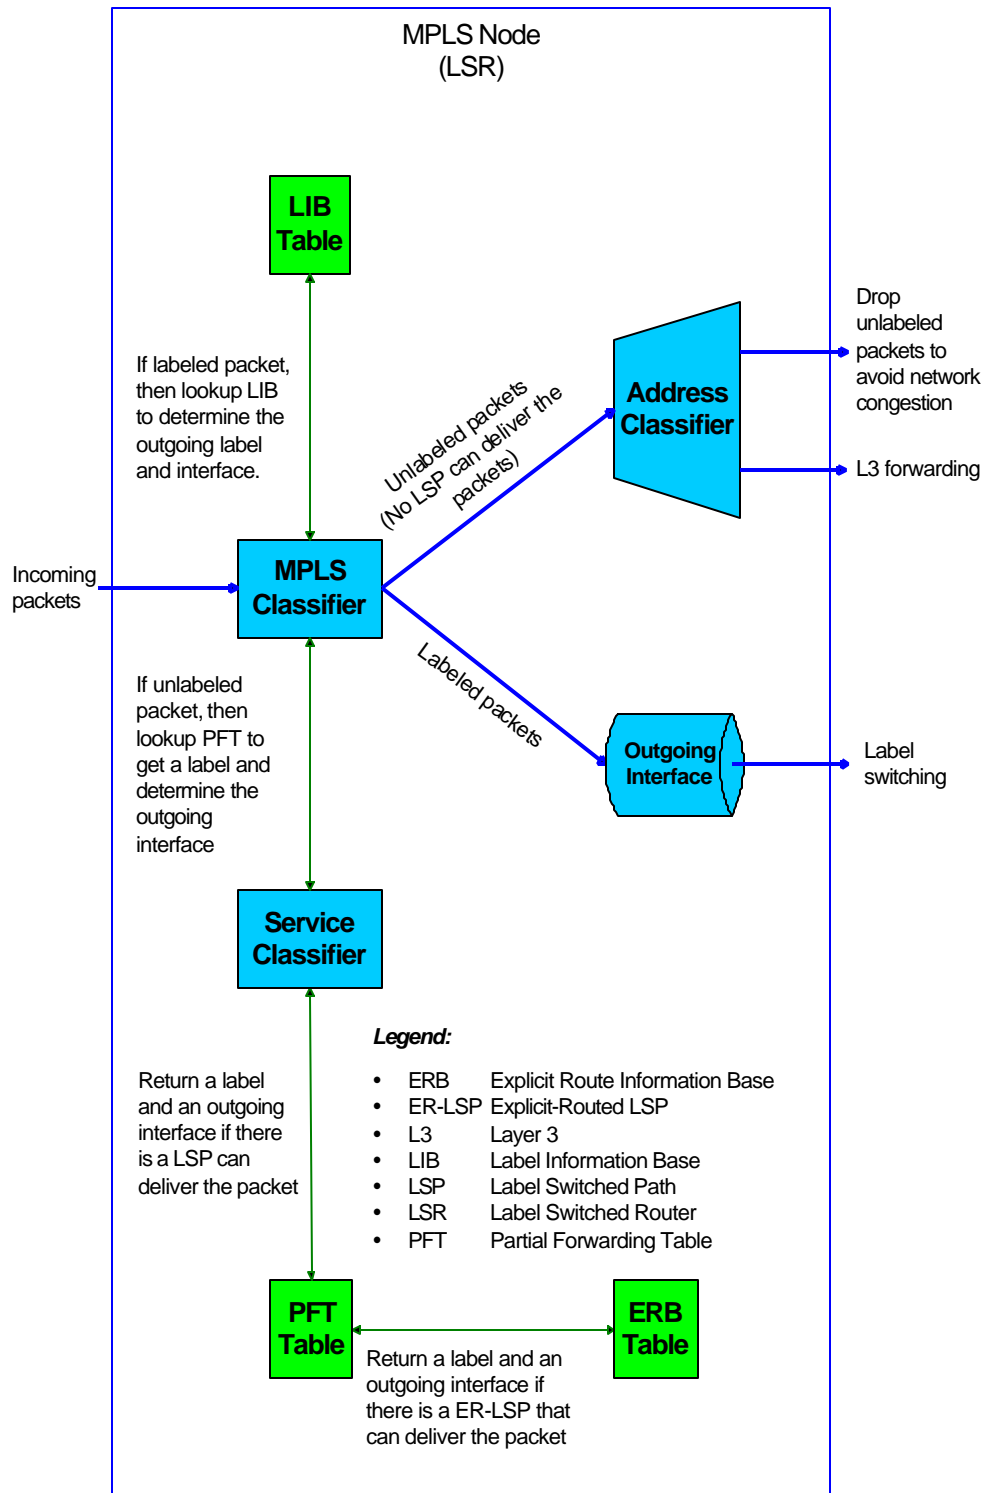 MPLS Node
(LSR)
LIB
Table
If labeled packet,
then lookup LIB
to determine the
outgoing label
and interface.
Unlabeled packets
(No LSP can deliver the
packets)
Address
Classifier
Drop
unlabeled
packets to
avoid network
congestion
L3 forwarding
Incoming
packets
MPLS
Classifier
If unlabeled
packet, then
lookup PFT to
get a label and
determine the
outgoing
interface
Labeled packets
Outgoing
Interface
Label
switching
Service
Classifier
Return a label
and an outgoing
interface if there
is a LSP can
deliver the packet
Legend:
• ERB Explicit Route Information Base
• ER-LSP Explicit-Routed LSP
• L3 Layer 3
• LIB Label Information Base
• LSP Label Switched Path
• LSR Label Switched Router
• PFT Partial Forwarding Table
PFT
Table
ERB
Table
Return a label and an
outgoing interface if
there is a ER-LSP that
can deliver the packet